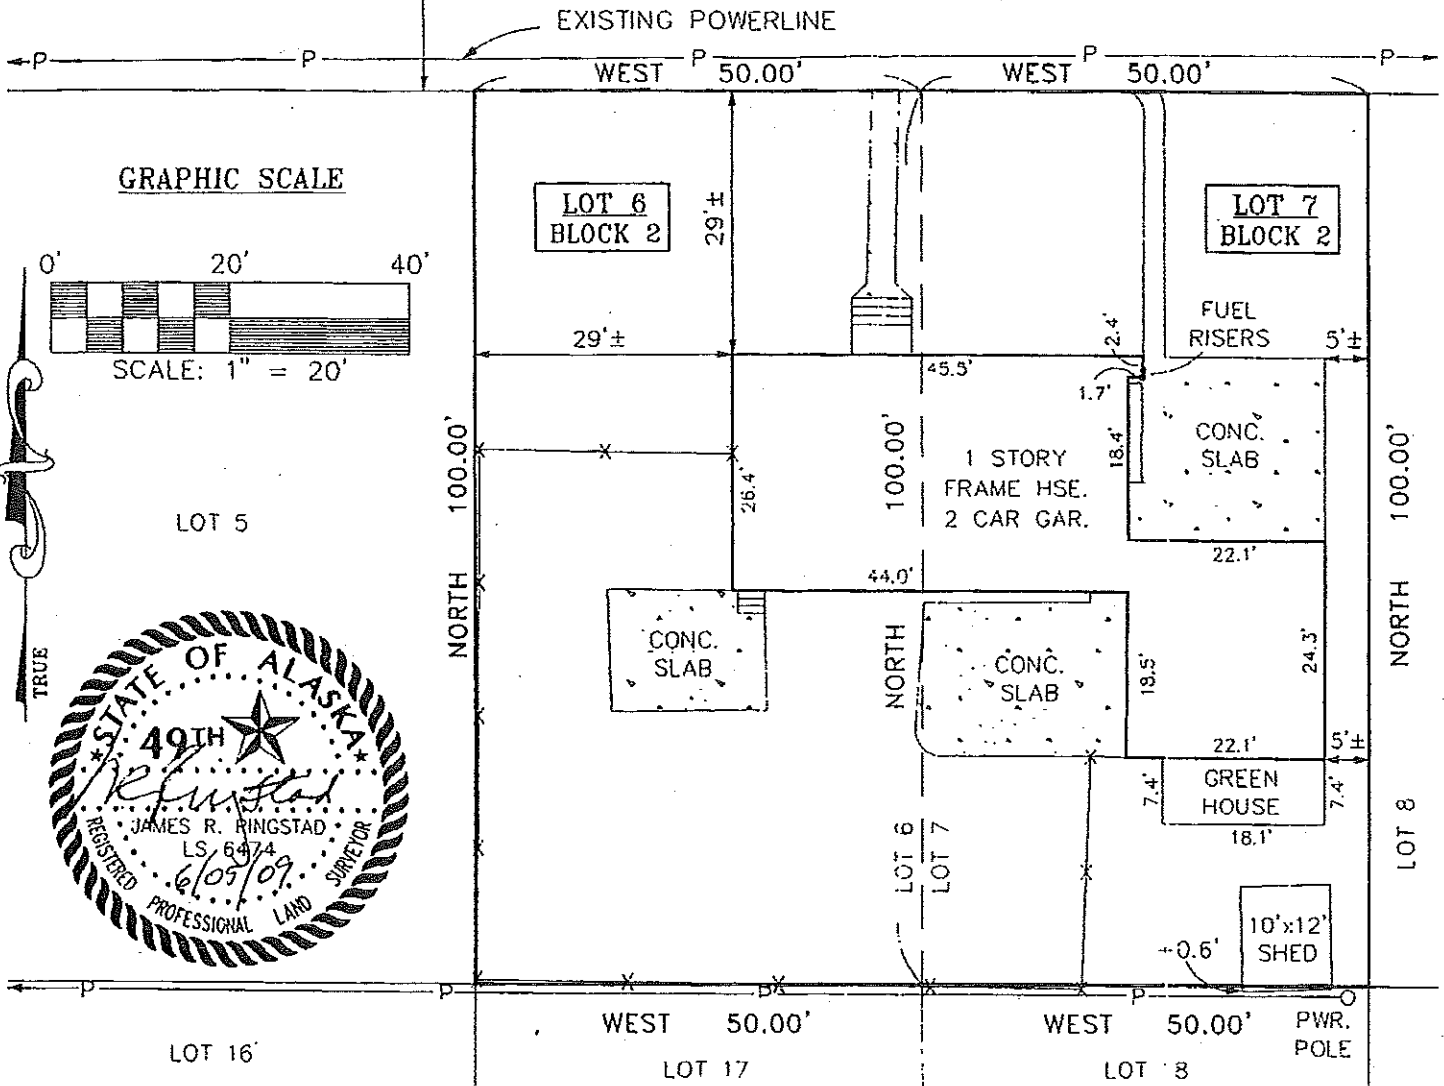 EXISTING POWERLINE
P P P P P
WEST 50.00' WEST 50.00'
GRAPHIC SCALE
0' 20' 40'
SCALE: 1" = 20'
LOT 6
BLOCK 2
LOT 7
BLOCK 2
29'±
29'±
FUEL
RISERS
2.4'
1.7'
5'±
45.5'
18.4'
CONC.
SLAB
1 STORY
FRAME HSE.
2 CAR GAR.
26.4'
NORTH 100.00'
NORTH 100.00'
NORTH 100.00'
LOT 5
22.1'
44.0'
CONC.
SLAB
CONC.
SLAB
18.5'
24.3'
22.1'
5'±
GREEN
HOUSE
7.4'
7.4'
18.1'
LOT 8
LOT 6
LOT 7
10'x12'
SHED
0.6'
TRUE
STATE OF ALASKA
49TH
JAMES R. RINGSTAD
LS 6474
6/05/09
REGISTERED PROFESSIONAL LAND SURVEYOR
P P P P
WEST 50.00' WEST 50.00'
PWR.
POLE
LOT 16
LOT 17
LOT 8